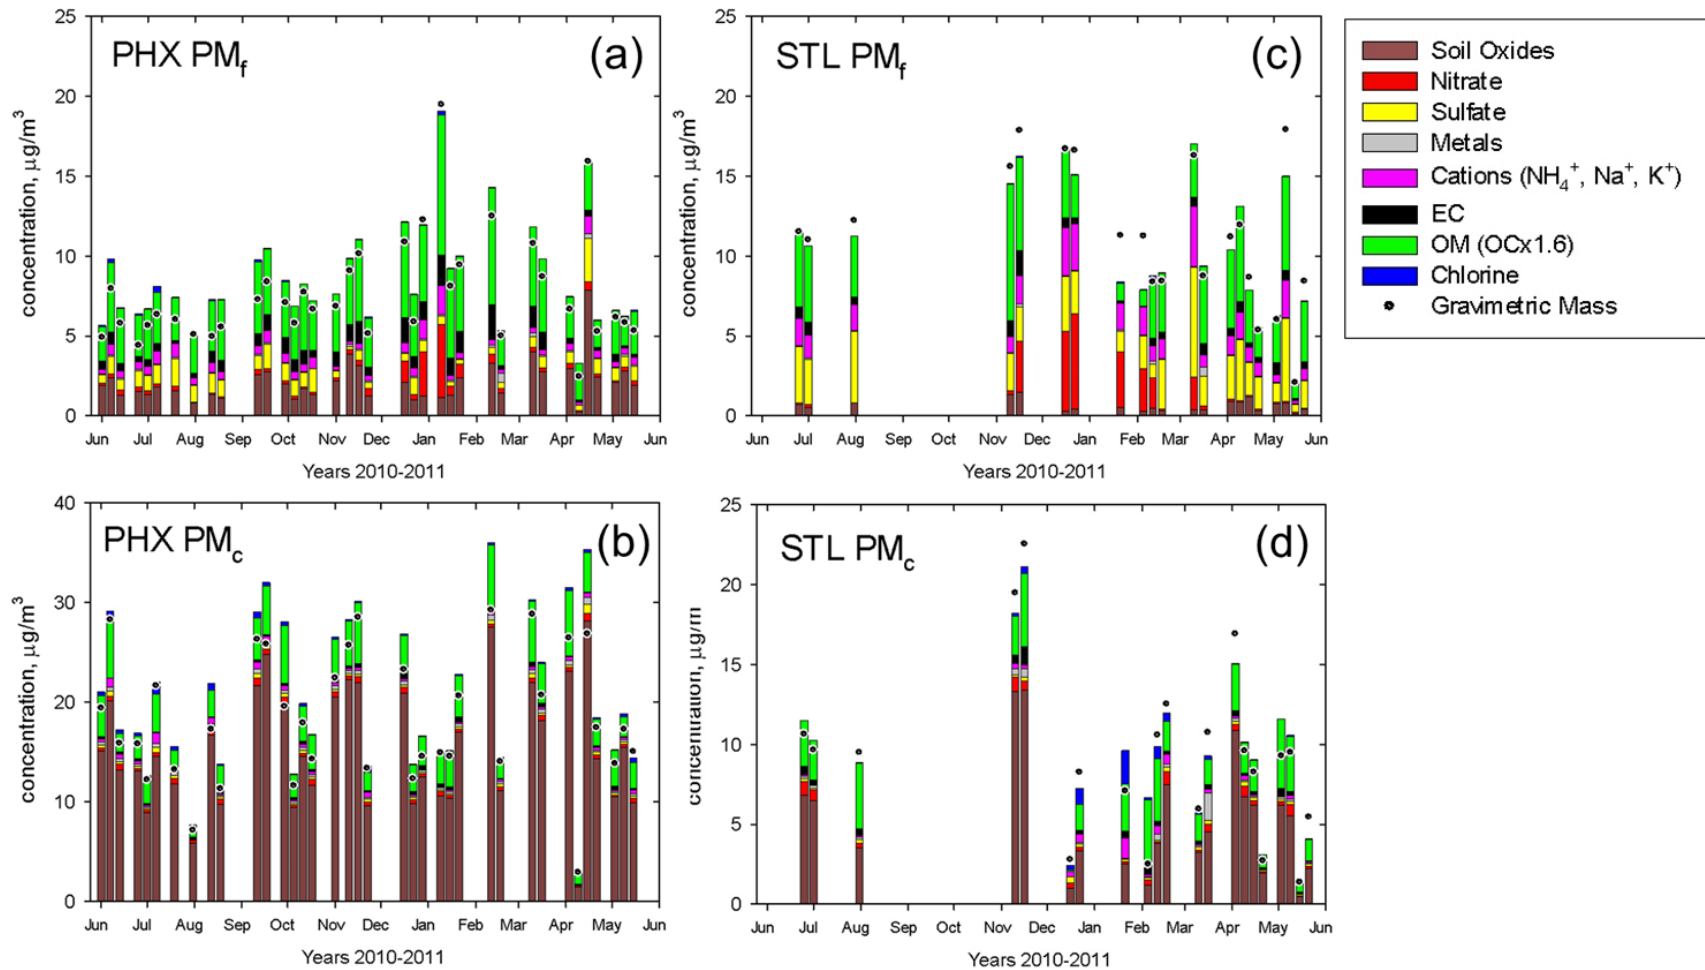 25
20
15
10
5
0
concentration, μg/m³
PHX PMf
(a)
Jun Jul Aug Sep Oct Nov Dec Jan Feb Mar Apr May Jun
Years 2010-2011
25
20
15
10
5
0
concentration, μg/m³
STL PMf
(c)
Jun Jul Aug Sep Oct Nov Dec Jan Feb Mar Apr May Jun
Years 2010-2011
Soil Oxides
Nitrate
Sulfate
Metals
Cations (NH₄⁺, Na⁺, K⁺)
EC
OM (OCx1.6)
Chlorine
Gravimetric Mass
40
30
20
10
0
concentration, μg/m³
PHX PMc
(b)
Jun Jul Aug Sep Oct Nov Dec Jan Feb Mar Apr May Jun
Years 2010-2011
25
20
15
10
5
0
concentration, μg/m
STL PMc
(d)
Jun Jul Aug Sep Oct Nov Dec Jan Feb Mar Apr May Jun
Years 2010-2011